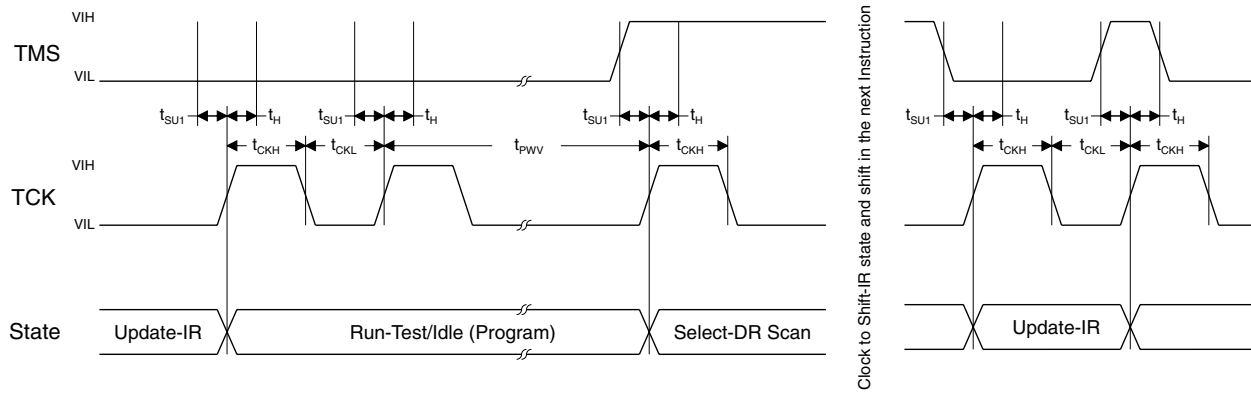 VIH
TMS
VIL
tSU1 tH tSU1 tH tSU1 tH tSU1 tH tSU1 tH
tCKH tCKL tPWV tCKH tCKH tCKL tCKH
VIH
TCK
VIL
State Update-IR Run-Test/Idle (Program) Select-DR Scan Update-IR
Clock to Shift-IR state and shift in the next Instruction